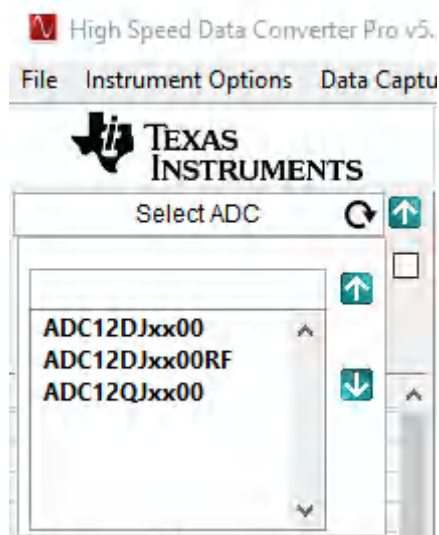 High Speed Data Converter Pro v5.
File Instrument Options Data Captu
TEXAS
INSTRUMENTS
Select ADC
ADC12DJxx00
ADC12DJxx00RF
ADC12QJxx00